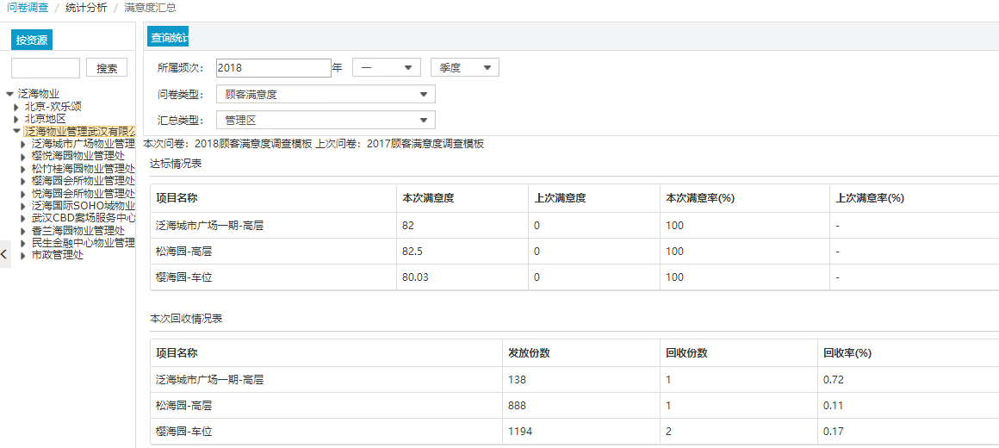 问卷调查 / 统计分析 / 满意度汇总
按资源
搜索
泛海物业
北京-欢乐颂
北京地区
泛海物业管理武汉有限公
泛海城市广场物业管理
樱悦海园物业管理处
松竹桂海园物业管理处
樱海园会所物业管理处
悦海园会所物业管理处
泛海国际SOHO城物业
武汉CBD案场服务中心
香兰海园物业管理处
民生金融中心物业管理
市政管理处
查询统计
所属频次: 2018 年 一 季度
问卷类型: 顾客满意度
汇总类型: 管理区
本次问卷：2018顾客满意度调查模板 上次问卷：2017顾客满意度调查模板
达标情况表
项目名称 本次满意度 上次满意度 本次满意率(%) 上次满意率(%)
泛海城市广场一期-高层 82 0 100 -
松海园-高层 82.5 0 100 -
樱海园-车位 80.03 0 100 -
本次回收情况表
项目名称 发放份数 回收份数 回收率(%)
泛海城市广场一期-高层 138 1 0.72
松海园-高层 888 1 0.11
樱海园-车位 1194 2 0.17